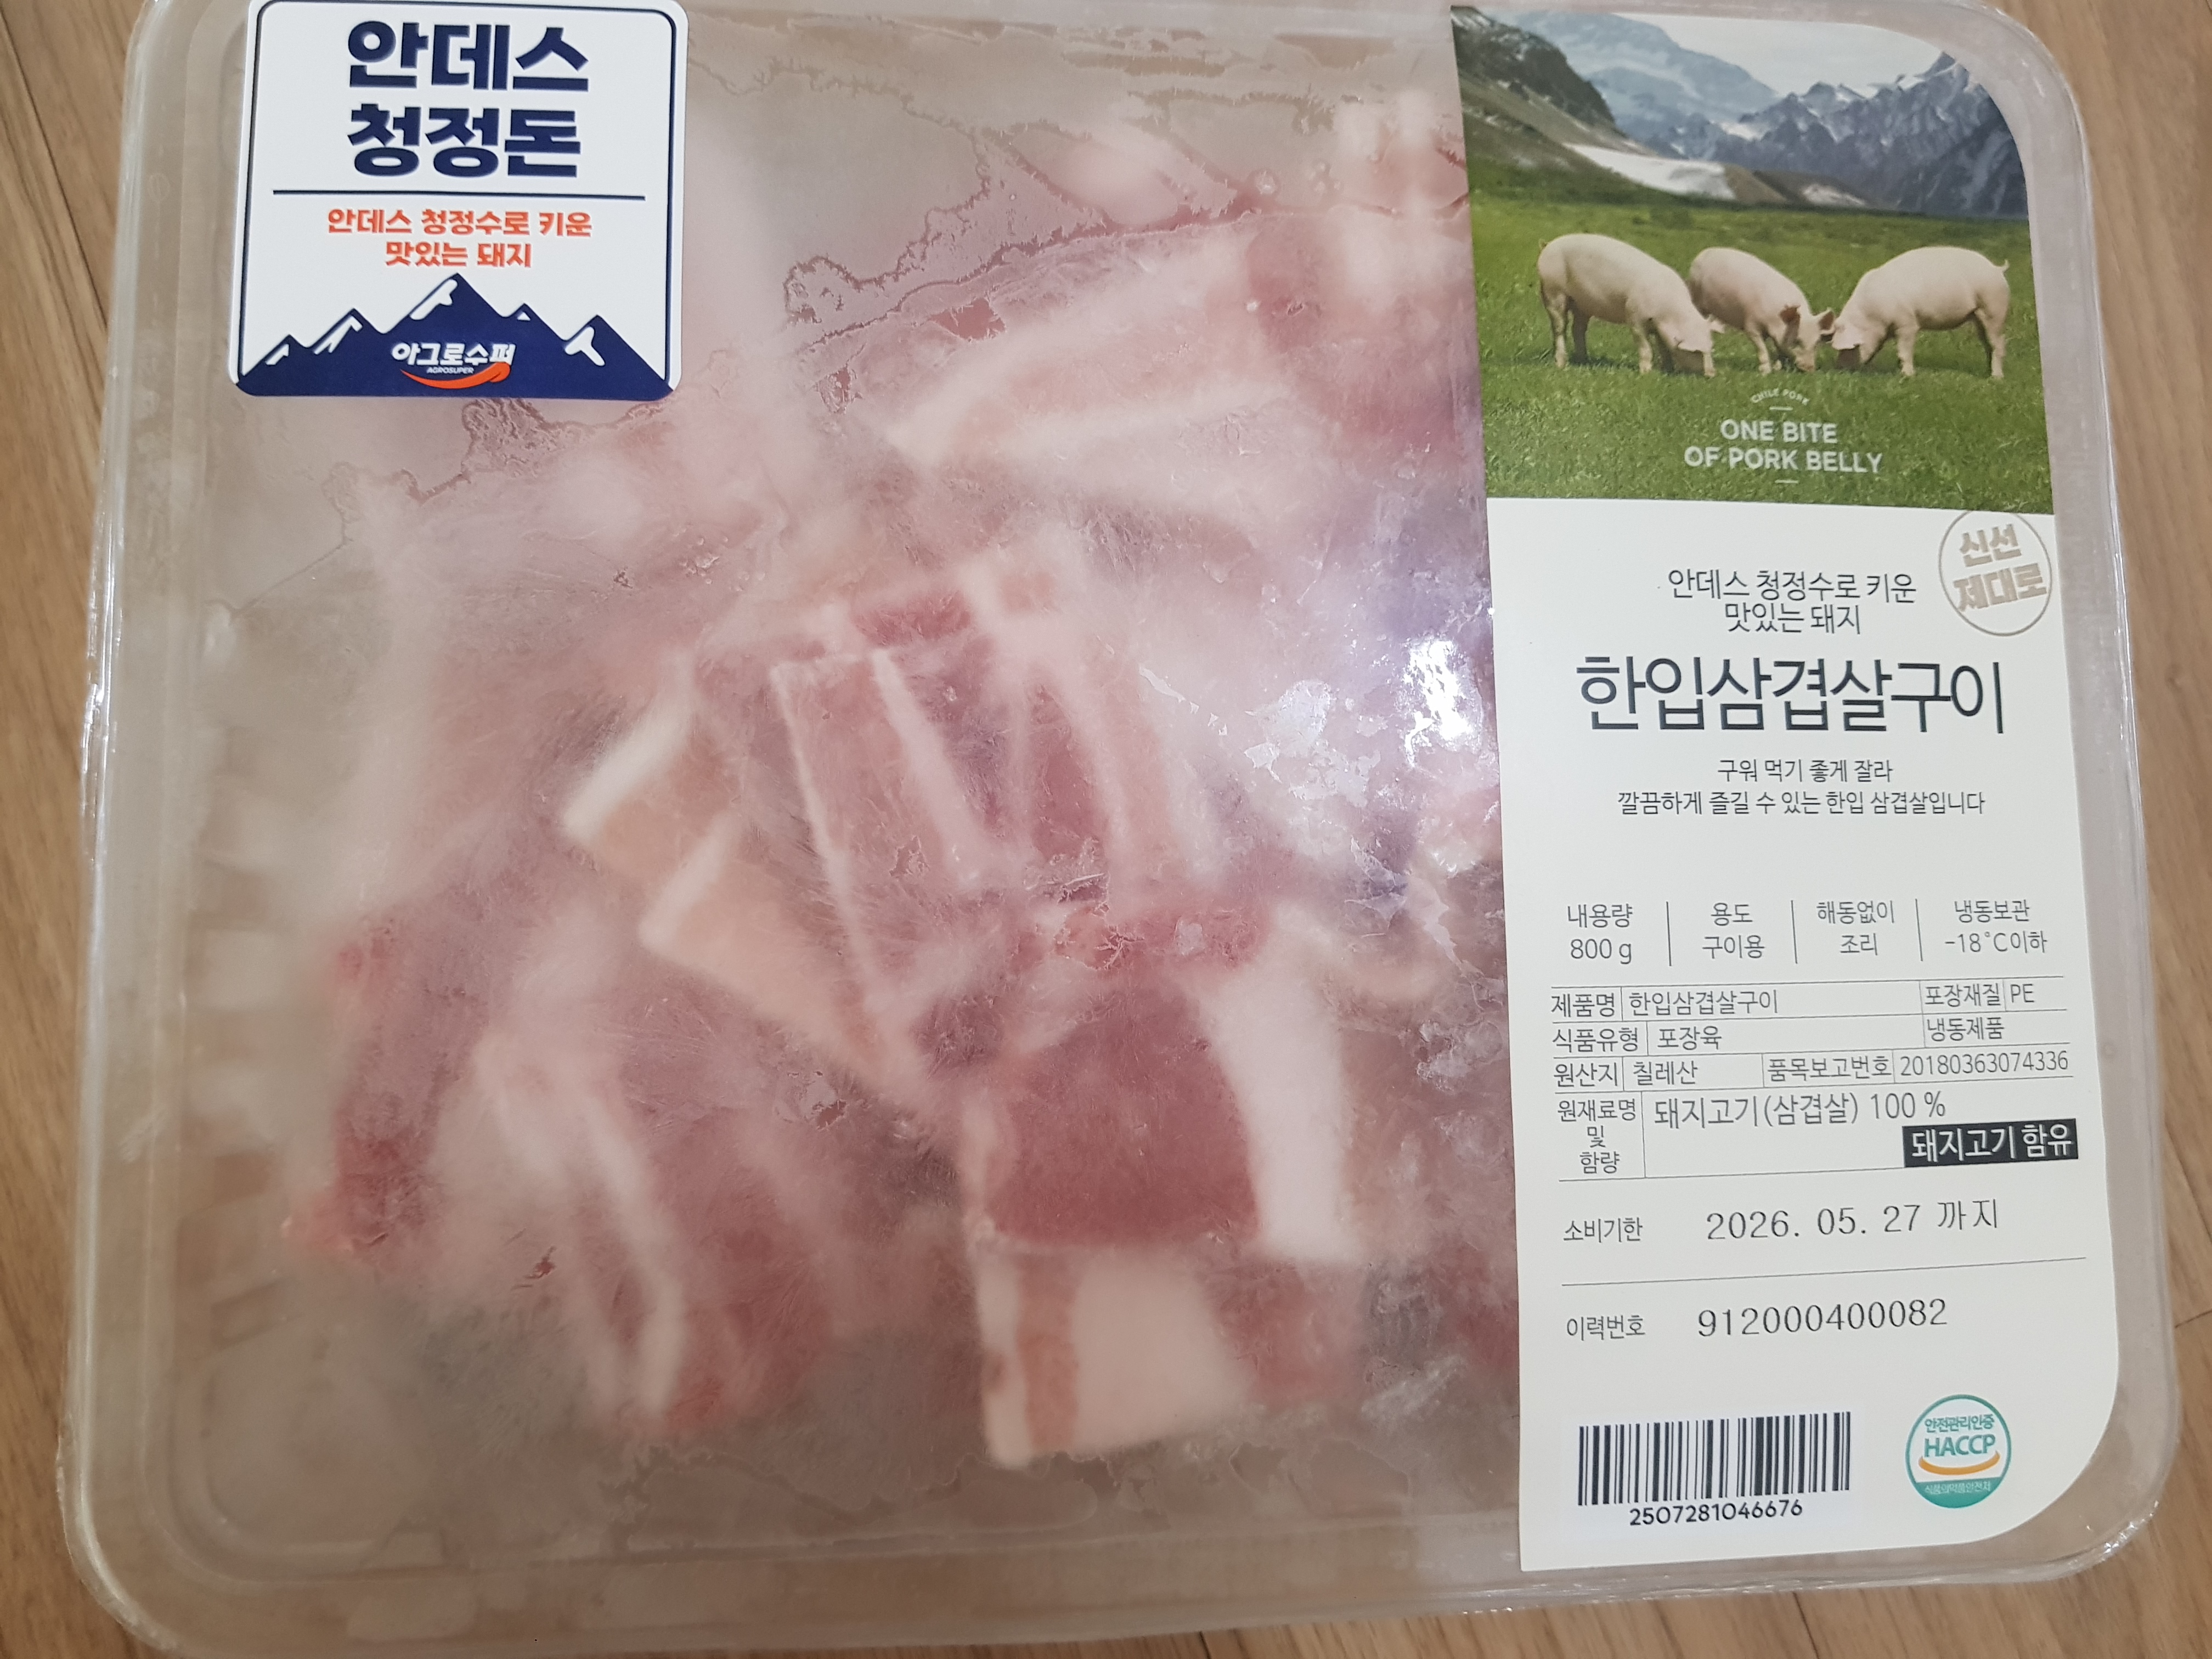 안데스
청정돈
안데스 청정수로 키운
맛있는 돼지
아그로수퍼
AGROSUPER
CHILE PORK
ONE BITE
OF PORK BELLY
신선
제대로
안데스 청정수로 키운
맛있는 돼지
한입삼겹살구이
구워 먹기 좋게 잘라
깔끔하게 즐길 수 있는 한입 삼겹살입니다
내용량 용도 해동없이 냉동보관
800 g 구이용 조리 -18˚C이하
제품명 한입삼겹살구이 포장재질 PE
식품유형 포장육 냉동제품
원산지 칠레산 품목보고번호 20180363074336
원재료명 돼지고기(삼겹살) 100 %
및
함량
돼지고기 함유
소비기한 2026. 05. 27 까지
이력번호 912000400082
2507281046676
안전관리인증
HACCP
식품의약품안전처